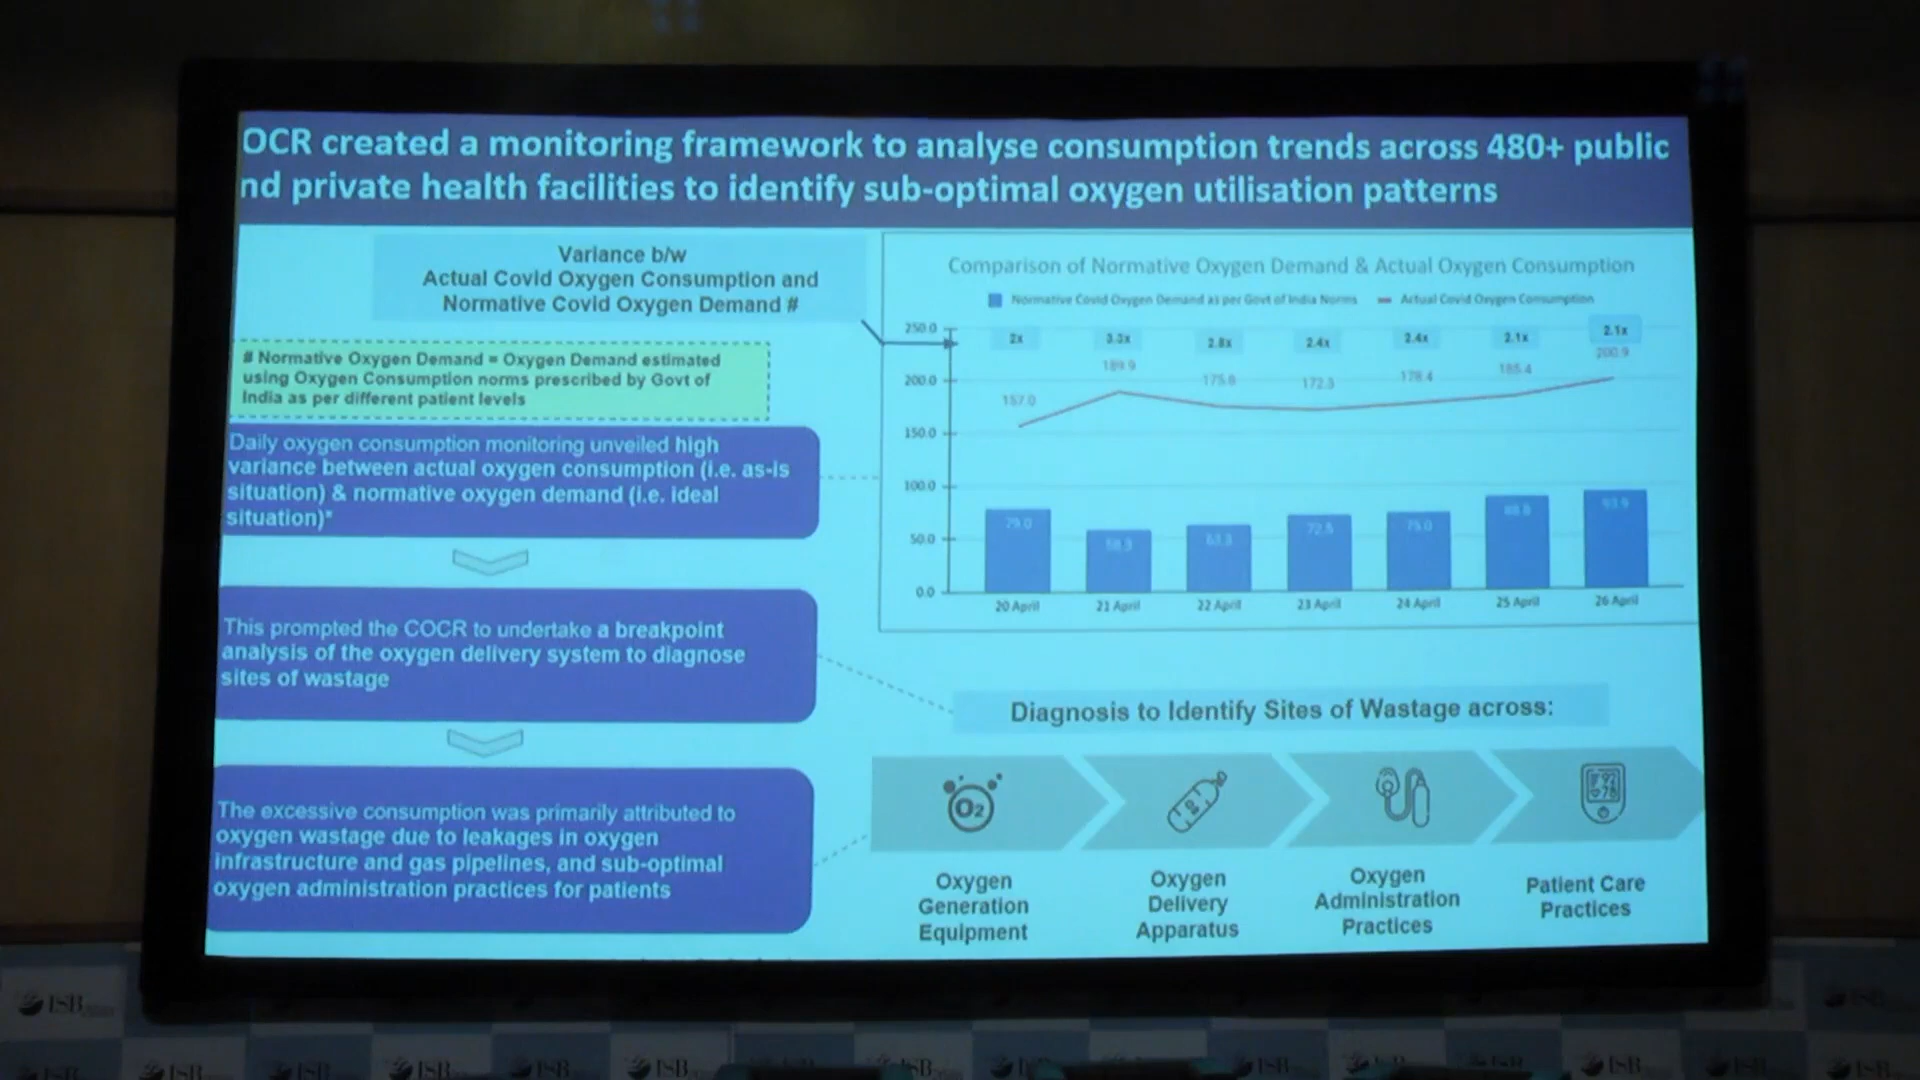 OCR created a monitoring framework to analyse consumption trends across 480+ public
nd private health facilities to identify sub-optimal oxygen utilisation patterns
Variance b/w
Actual Covid Oxygen Consumption and
Normative Covid Oxygen Demand #
# Normative Oxygen Demand = Oxygen Demand estimated
using Oxygen Consumption norms prescribed by Govt of
India as per different patient levels
Daily oxygen consumption monitoring unveiled high
variance between actual oxygen consumption (i.e. as-is
situation) & normative oxygen demand (i.e. ideal
situation)*
This prompted the COCR to undertake a breakpoint
analysis of the oxygen delivery system to diagnose
sites of wastage
The excessive consumption was primarily attributed to
oxygen wastage due to leakages in oxygen
infrastructure and gas pipelines, and sub-optimal
oxygen administration practices for patients
Comparison of Normative Oxygen Demand & Actual Oxygen Consumption
Normative Covid Oxygen Demand as per Govt of India Norms
Actual Covid Oxygen Consumption
250.0
200.0
150.0
100.0
50.0
0.0
2x 3.3x 2.8x 2.4x 2.4x 2.1x 2.1x
157.0 189.9 175.8 172.3 178.4 185.4 200.9
79.0 58.3 63.3 72.5 75.0 88.8 93.9
20 April 21 April 22 April 23 April 24 April 25 April 26 April
Diagnosis to Identify Sites of Wastage across:
O2
Oxygen
Generation
Equipment
Oxygen
Delivery
Apparatus
Oxygen
Administration
Practices
Patient Care
Practices
ISB
ISB ISB ISB ISB ISB ISB